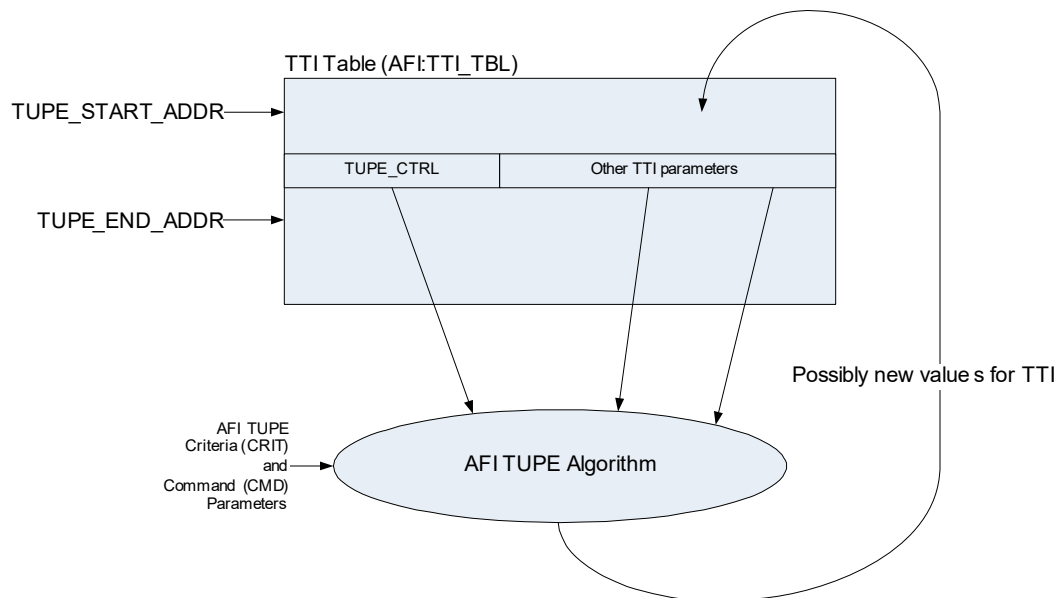 TTI Table (AFI:TTI_TBL)
TUPE_START_ADDR
TUPE_CTRL
Other TTI parameters
TUPE_END_ADDR
Possibly new values for TTI
AFI TUPE
Criteria (CRIT)
and
Command (CMD)
Parameters
AFI TUPE Algorithm